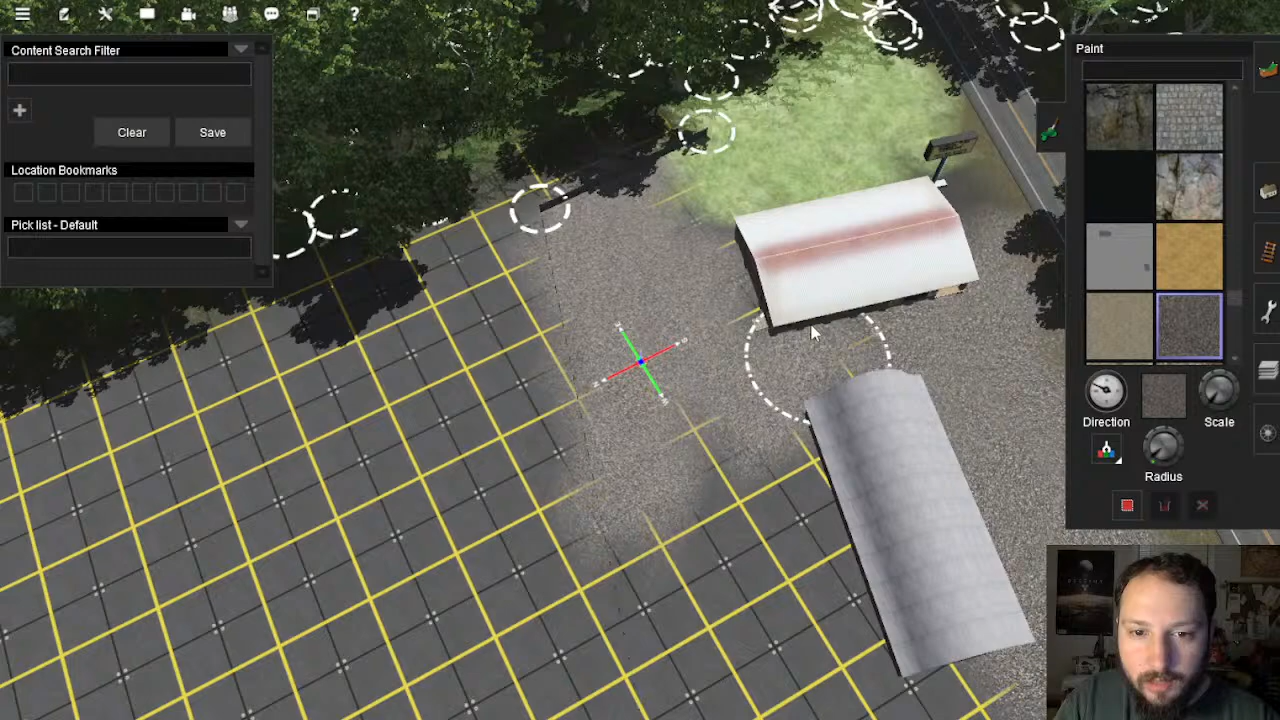 ?
Content Search Filter
Clear
Save
Location Bookmarks
Pick list - Default
Paint
Direction
Scale
Radius